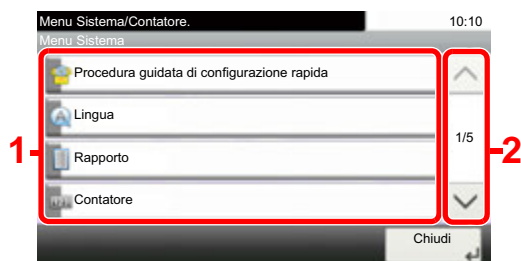 Menu Sistema/Contatore. 10:10
Menu Sistema
Procedura guidata di configurazione rapida
Lingua
1/5
1 2
Rapporto
Contatore
Chiudi